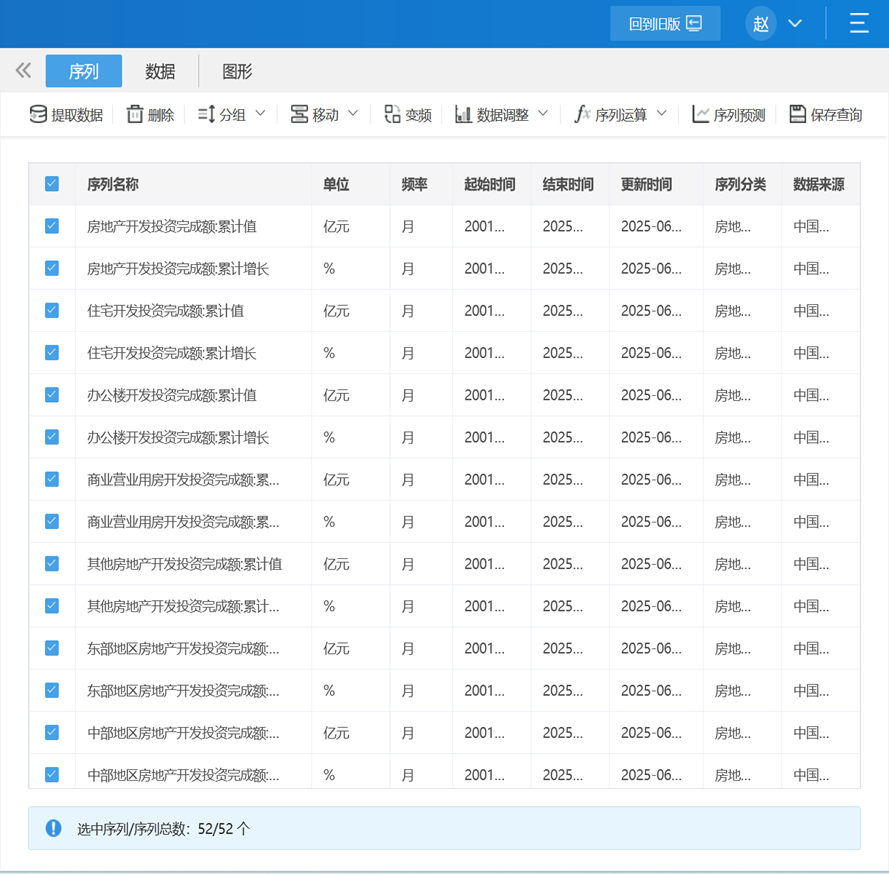 回到旧版 赵
序列 数据 图形
提取数据 删除 分组 移动 变频 数据调整 序列运算 序列预测 保存查询
序列名称 单位 频率 起始时间 结束时间 更新时间 序列分类 数据来源
房地产开发投资完成额:累计值 亿元 月 2001... 2025... 2025-06... 房地... 中国...
房地产开发投资完成额:累计增长 % 月 2001... 2025... 2025-06... 房地... 中国...
住宅开发投资完成额:累计值 亿元 月 2001... 2025... 2025-06... 房地... 中国...
住宅开发投资完成额:累计增长 % 月 2001... 2025... 2025-06... 房地... 中国...
办公楼开发投资完成额:累计值 亿元 月 2001... 2025... 2025-06... 房地... 中国...
办公楼开发投资完成额:累计增长 % 月 2001... 2025... 2025-06... 房地... 中国...
商业营业用房开发投资完成额:累... 亿元 月 2001... 2025... 2025-06... 房地... 中国...
商业营业用房开发投资完成额:累... % 月 2001... 2025... 2025-06... 房地... 中国...
其他房地产开发投资完成额:累计值 亿元 月 2001... 2025... 2025-06... 房地... 中国...
其他房地产开发投资完成额:累计... % 月 2001... 2025... 2025-06... 房地... 中国...
东部地区房地产开发投资完成额:... 亿元 月 2001... 2025... 2025-06... 房地... 中国...
东部地区房地产开发投资完成额:... % 月 2001... 2025... 2025-06... 房地... 中国...
中部地区房地产开发投资完成额:... 亿元 月 2001... 2025... 2025-06... 房地... 中国...
中部地区房地产开发投资完成额:... % 月 2001... 2025... 2025-06... 房地... 中国...
选中序列/序列总数：52/52 个